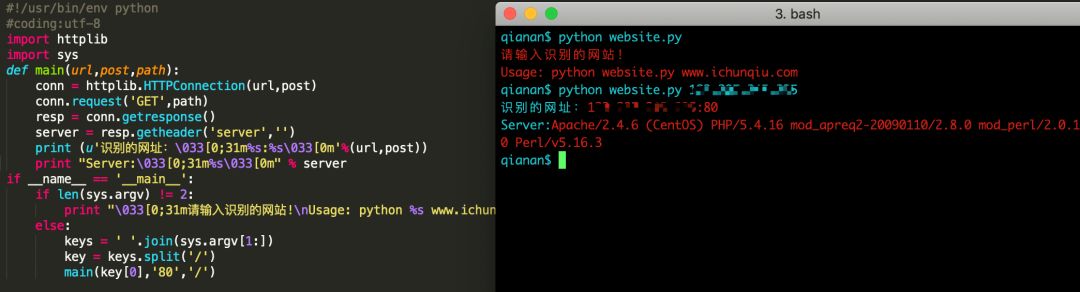 #!/usr/bin/env python
#coding:utf-8
import httplib
import sys
def main(url,post,path):
    conn = httplib.HTTPConnection(url,post)
    conn.request('GET',path)
    resp = conn.getresponse()
    server = resp.getheader('server','')
    print (u'识别的网址：\033[0;31m%s:%s\033[0m'%(url,post))
    print "Server:\033[0;31m%s\033[0m" % server
if __name__ == '__main__':
    if len(sys.argv) != 2:
        print "\033[0;31m请输入识别的网站!\nUsage: python %s www.ichun
    else:
        keys = ' '.join(sys.argv[1:])
        key = keys.split('/')
        main(key[0],'80','/')
3. bash
qianan$ python website.py
请输入识别的网站!
Usage: python website.py www.ichunqiu.com
qianan$ python website.py
识别的网址： :80
Server:Apache/2.4.6 (CentOS) PHP/5.4.16 mod_apreq2-20090110/2.8.0 mod_perl/2.0.1
0 Perl/v5.16.3
qianan$